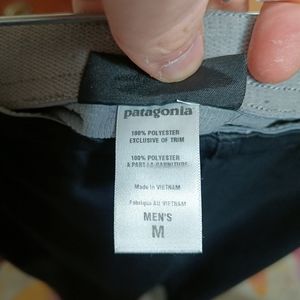 patagonia
100% POLYESTER
EXCLUSIVE OF TRIM
100% POLYESTER
A PART LA GARNITURE
Made in VIETNAM
Fabriqué AU VIETNAM
MEN'S
M